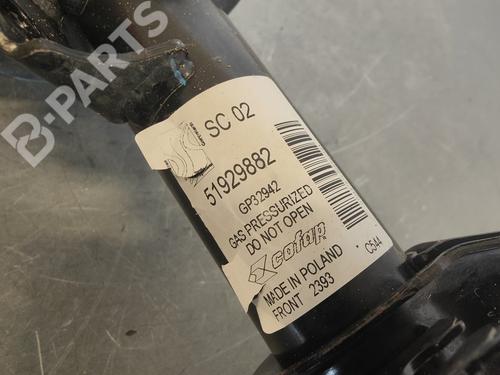 B-PARTS
SC 02
51929882
GP32942
GAS PRESSURIZED
DO NOT OPEN
cofap
MADE IN POLAND
FRONT 2393
C544